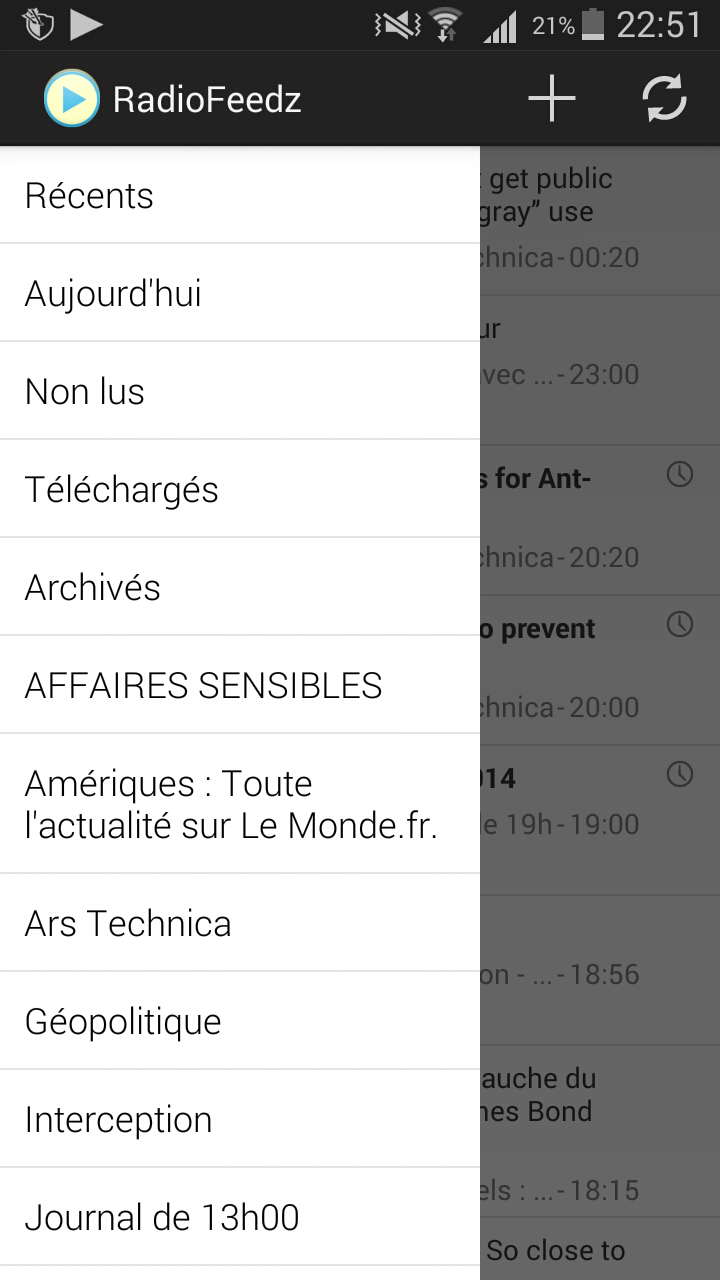 21% 22:51
RadioFeedz
Récents
Aujourd'hui
Non lus
Téléchargés
Archivés
AFFAIRES SENSIBLES
Amériques : Toute
l'actualité sur Le Monde.fr.
Ars Technica
Géopolitique
Interception
Journal de 13h00
get public
gray” use
chnica - 00:20
ur
avec ... - 23:00
s for Ant-
chnica - 20:20
o prevent
chnica - 20:00
014
de 19h - 19:00
on - ... - 18:56
auche du
mes Bond
els : ... - 18:15
So close to